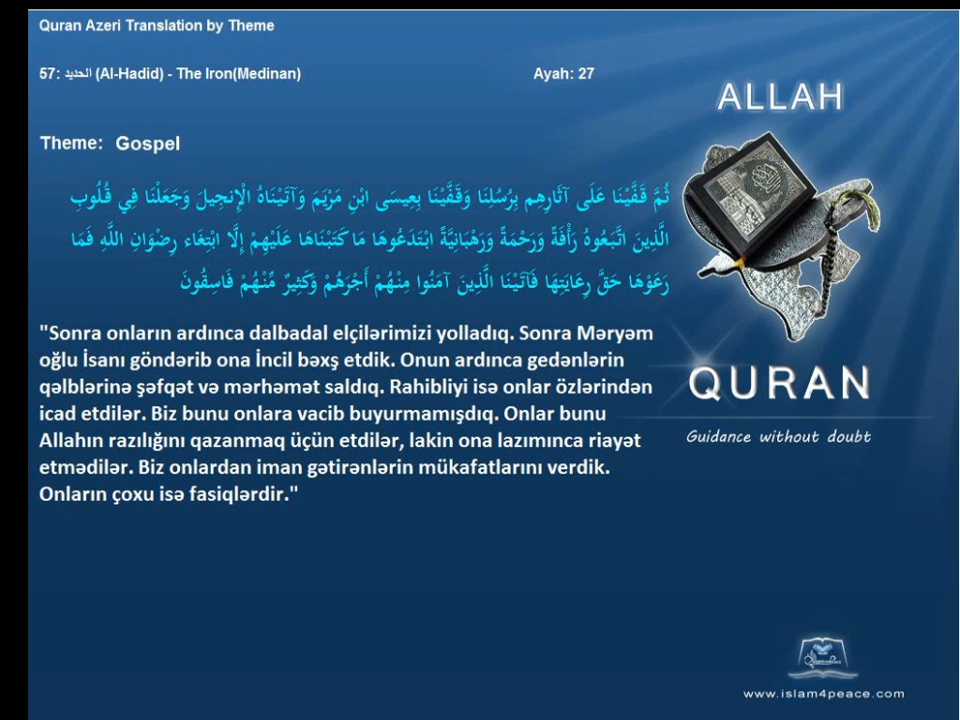 Quran Azeri Translation by Theme
57: الحديد (Al-Hadid) - The Iron(Medinan)
Ayah: 27
Theme: Gospel
ثُمَّ قَفَّيْنَا عَلَى آثَارِهِم بِرُسُلِنَا وَقَفَّيْنَا بِعِيسَى ابْنِ مَرْيَمَ وَآتَيْنَاهُ الْإِنجِيلَ وَجَعَلْنَا فِي قُلُوبِ
الَّذِينَ اتَّبَعُوهُ رَأْفَةً وَرَحْمَةً وَرَهْبَانِيَّةً ابْتَدَعُوهَا مَا كَتَبْنَاهَا عَلَيْهِمْ إِلَّا ابْتِغَاء رِضْوَانِ اللَّهِ فَمَا
رَعَوْهَا حَقَّ رِعَايَتِهَا فَآتَيْنَا الَّذِينَ آمَنُوا مِنْهُمْ أَجْرَهُمْ وَكَثِيرٌ مِّنْهُمْ فَاسِقُونَ
"Sonra onların ardınca dalbadal elçilərimizi yolladıq. Sonra Məryəm
oğlu İsanı göndərib ona İncil bəxş etdik. Onun ardınca gedənlərin
qəlblərinə şəfqət və mərhəmət saldıq. Rahibliyi isə onlar özlərindən
icad etdilər. Biz bunu onlara vacib buyurmamışdıq. Onlar bunu
Allahın razılığını qazanmaq üçün etdilər, lakin ona lazımınca riayət
etmədilər. Biz onlardan iman gətirənlərin mükafatlarını verdik.
Onların çoxu isə fasiqlərdir."
ALLAH
QURAN
Guidance without doubt
www.islam4peace.com